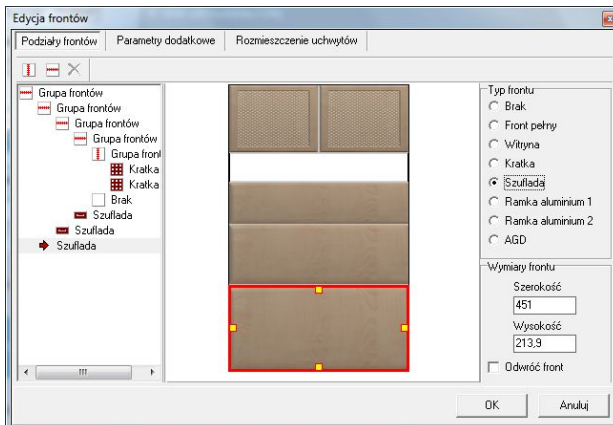 Edycja frontów
Podziały frontów
Parametry dodatkowe
Rozmieszczenie uchwytów
Grupa frontów
Grupa frontów
Grupa frontów
Grupa frontów
Grupa front
Kratka
Kratka
Brak
Szuflada
Szuflada
Szuflada
Typ frontu
Brak
Front pełny
Witryna
Kratka
Szuflada
Ramka aluminium 1
Ramka aluminium 2
AGD
Wymiary frontu
Szerokość
451
Wysokość
213,9
Odwróć front
OK
Anuluj